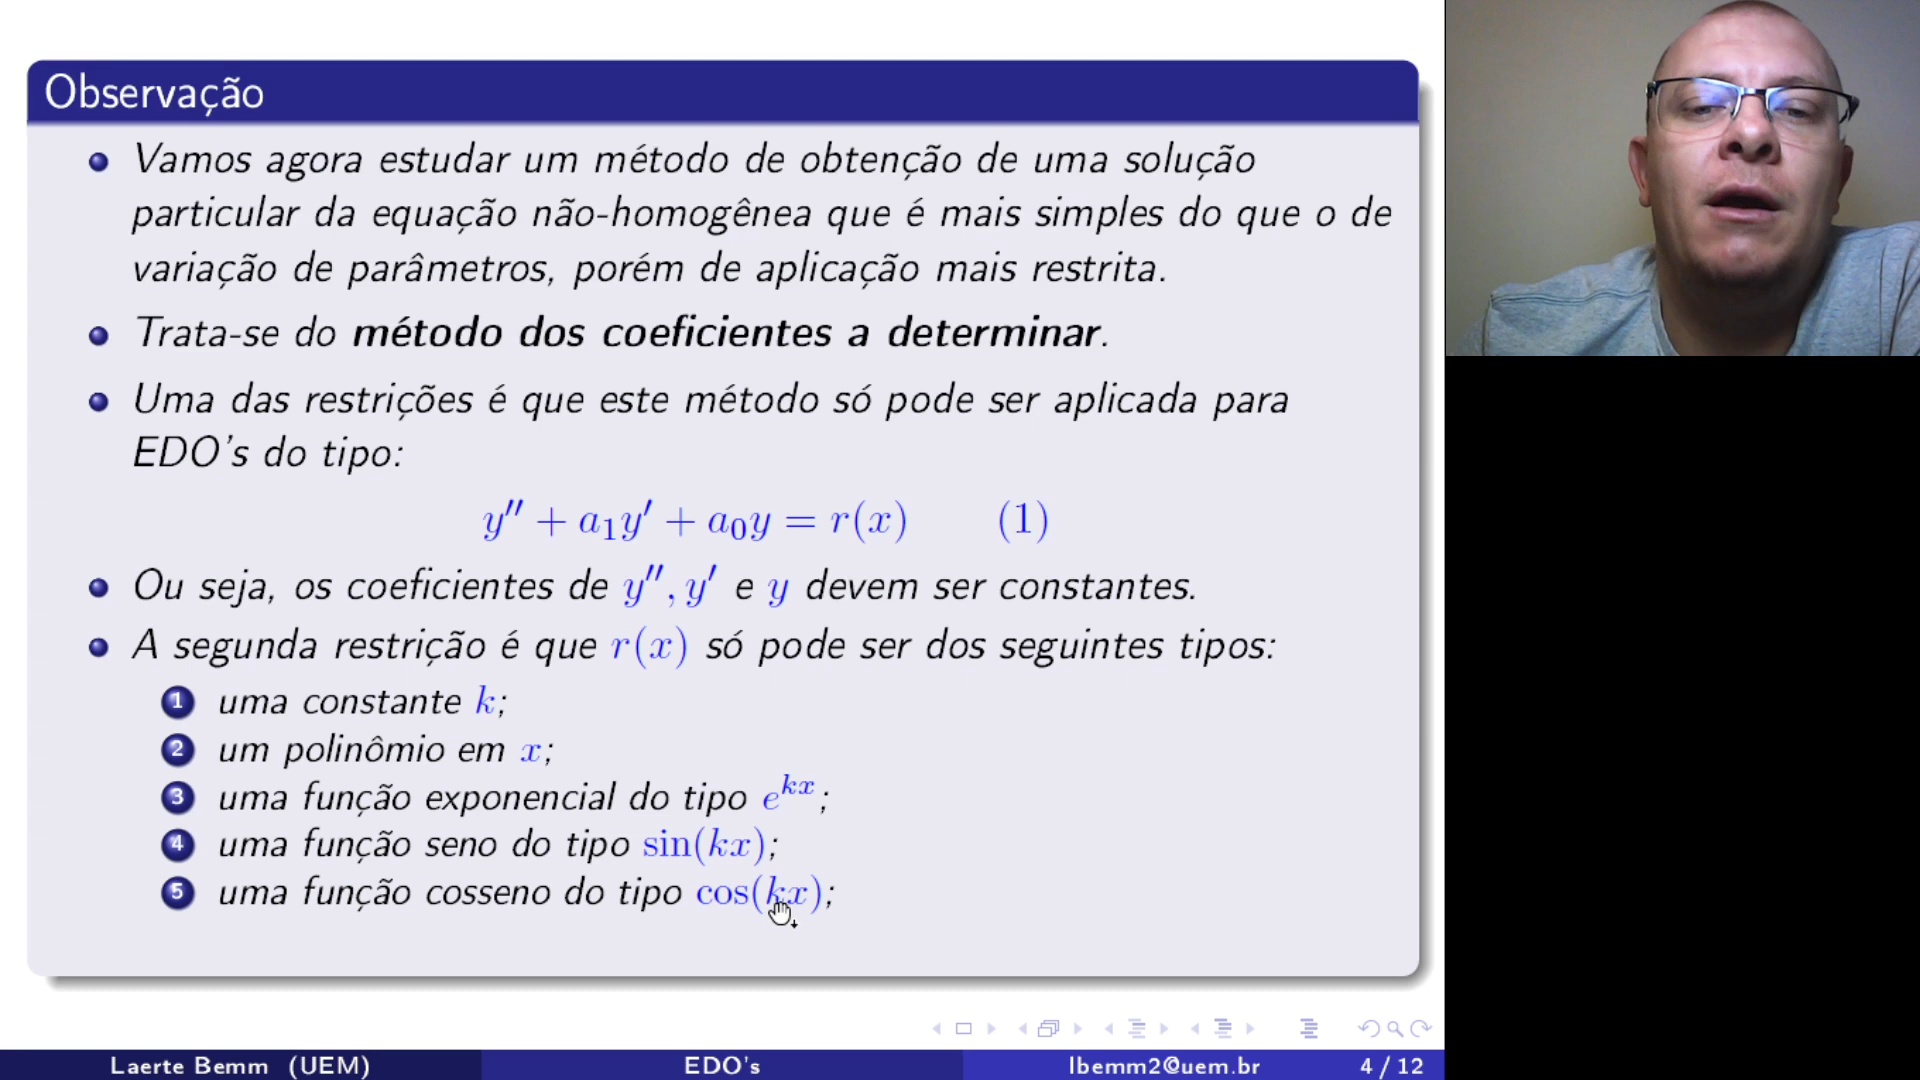 Observação
Vamos agora estudar um método de obtenção de uma solução
particular da equação não-homogênea que é mais simples do que o de
variação de parâmetros, porém de aplicação mais restrita.
Trata-se do método dos coeficientes a determinar.
Uma das restrições é que este método só pode ser aplicada para
EDO's do tipo:
y'' + a₁y' + a₀y = r(x) (1)
Ou seja, os coeficientes de y'', y' e y devem ser constantes.
A segunda restrição é que r(x) só pode ser dos seguintes tipos:
1 uma constante k;
2 um polinômio em x;
3 uma função exponencial do tipo eᵏˣ;
4 uma função seno do tipo sin(kx);
5 uma função cosseno do tipo cos(kx);
Laerte Bemm (UEM) EDO's lbemm2@uem.br 4 / 12